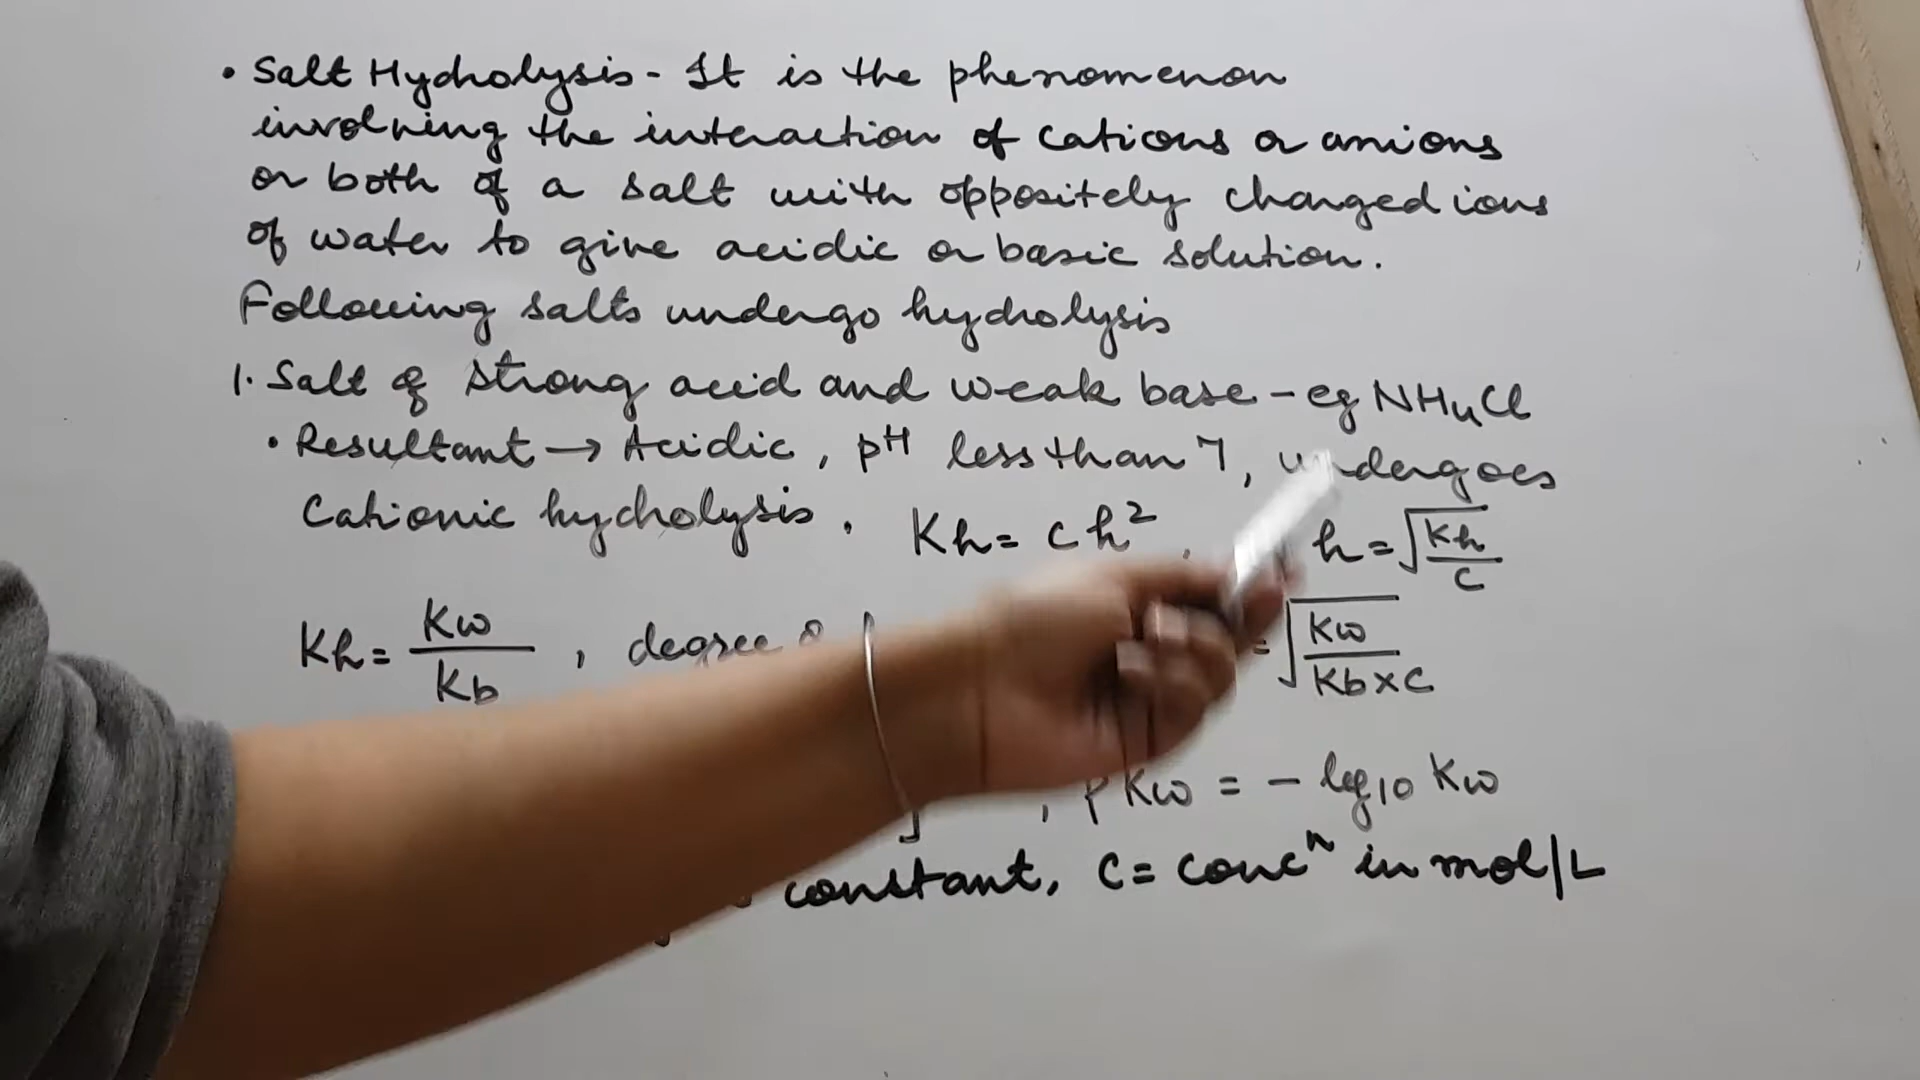 • Salt Hydrolysis - It is the phenomenon
involving the interaction of cations or anions
or both of a salt with oppositely charged ions
of water to give acidic or basic solution.
Following salts undergo hydrolysis
1. Salt of strong acid and weak base - eg NH₄Cl
• Resultant → Acidic, pH less than 7, undergoes
Cationic hydrolysis. Kh = ch², h = √(Kh/C)
Kh = Kw/Kb, degree = √(Kw/Kb×C)
, pKw = - log₁₀ Kw
constant, C = concⁿ in mol/L